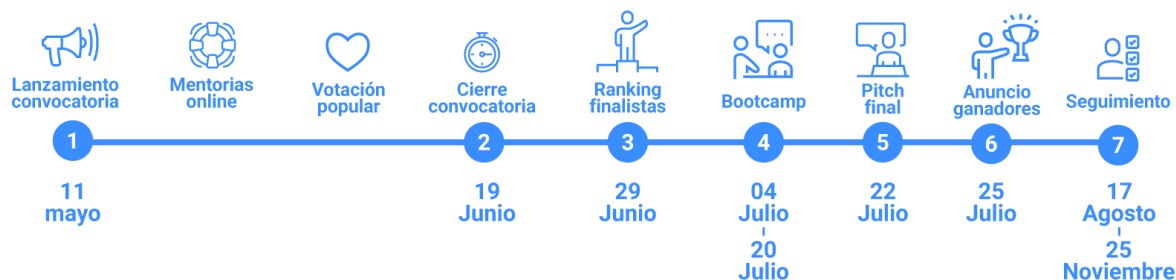 Lanzamiento
convocatoria
1
11
mayo
Mentorias
online
Votación
popular
Cierre
convocatoria
2
19
Junio
Ranking
finalistas
3
29
Junio
Bootcamp
4
04
Julio
20
Julio
Pitch
final
5
22
Julio
Anuncio
ganadores
6
25
Julio
Seguimiento
7
17
Agosto
25
Noviembre